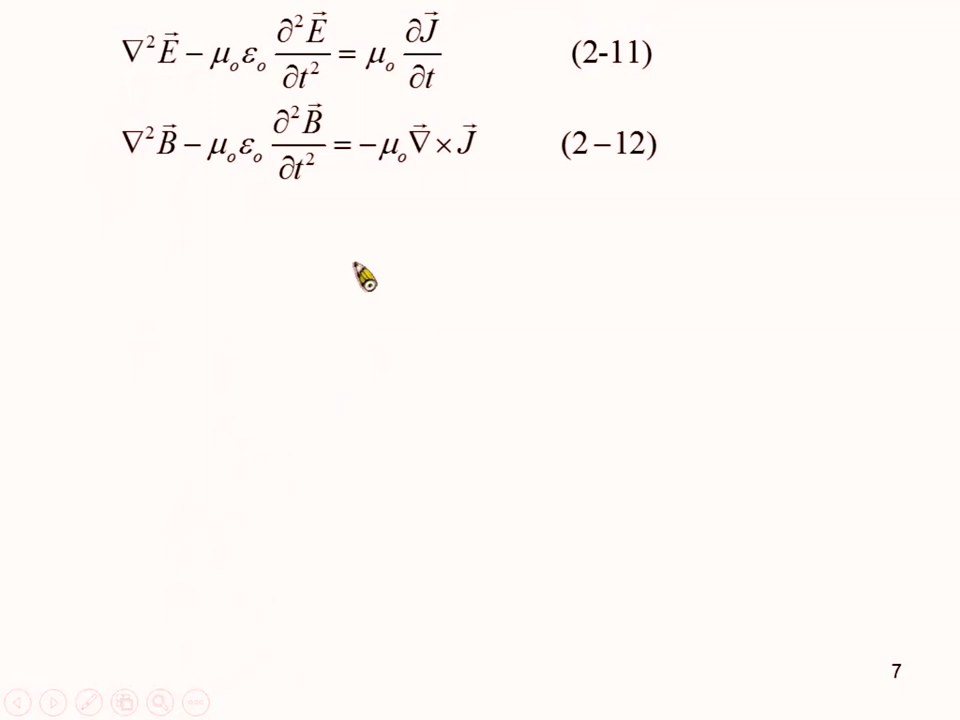 ∇²E⃗ − μₒεₒ ∂²E⃗/∂t² = μₒ ∂J⃗/∂t (2-11)
∇²B⃗ − μₒεₒ ∂²B⃗/∂t² = −μₒ∇⃗ × J⃗ (2−12)
7